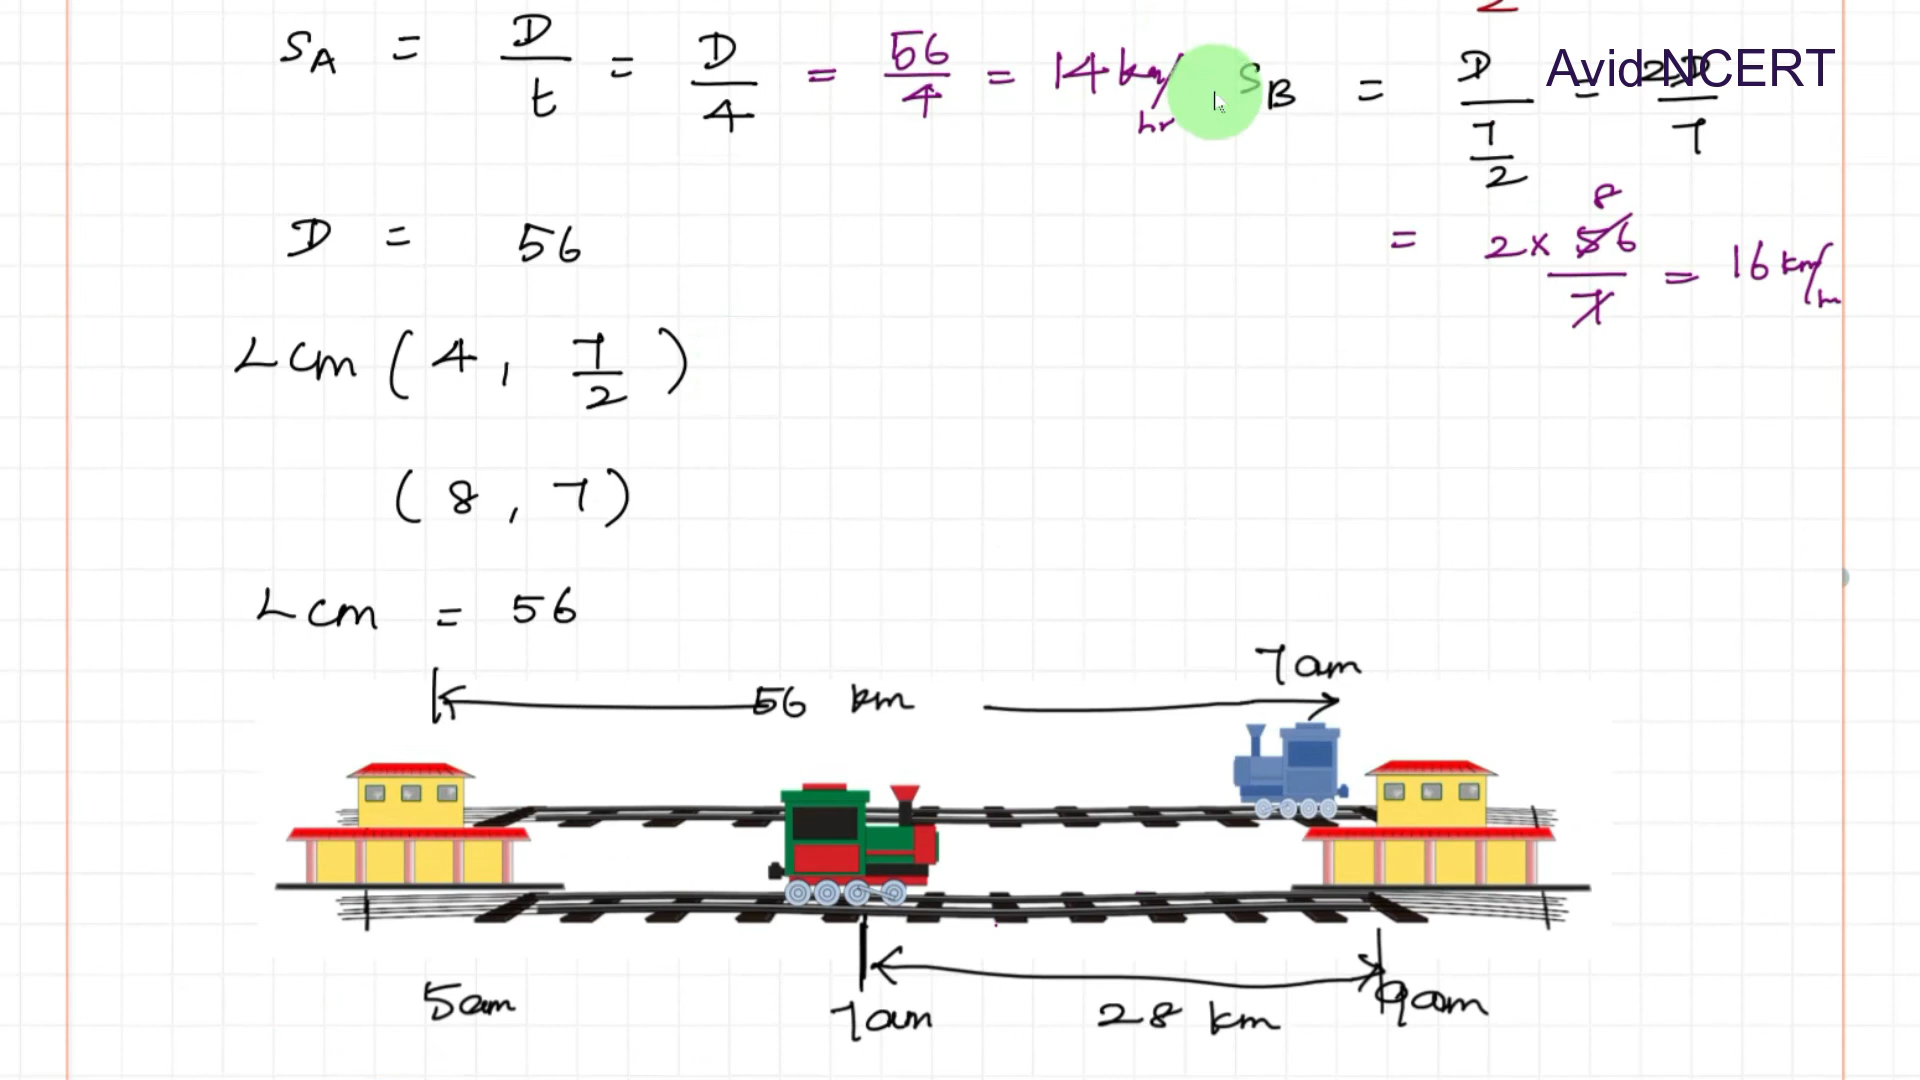 S_A = D/t = D/4 = 56/4 = 14 km/hr
Avid NCERT
S_B = D/(7/2) = 2D/7
D = 56
= 2 x 56/7 = 16 km/hr
8
LCM (4, 7/2)
(8, 7)
LCM = 56
7am
56 km
5am
7am
28 km
9am